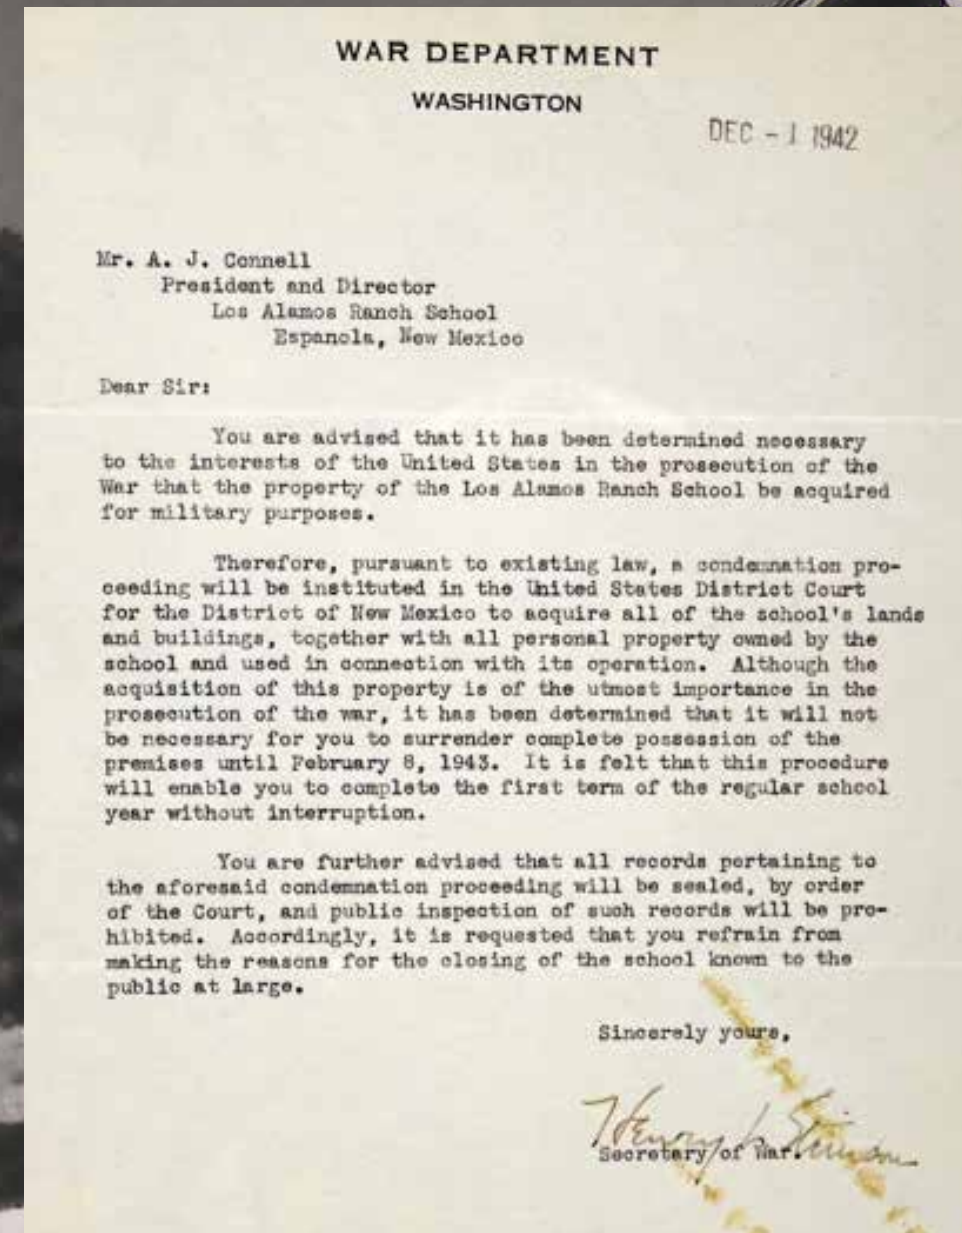 WAR DEPARTMENT
WASHINGTON
DEC - 1 1942
Mr. A. J. Connell
President and Director
Los Alamos Ranch School
Espanola, New Mexico
Dear Sir:
You are advised that it has been determined necessary
to the interests of the United States in the prosecution of the
War that the property of the Los Alamos Ranch School be acquired
for military purposes.
Therefore, pursuant to existing law, a condemnation pro-
ceeding will be instituted in the United States District Court
for the District of New Mexico to acquire all of the school's lands
and buildings, together with all personal property owned by the
school and used in connection with its operation. Although the
acquisition of this property is of the utmost importance in the
prosecution of the war, it has been determined that it will not
be necessary for you to surrender complete possession of the
premises until February 8, 1943. It is felt that this procedure
will enable you to complete the first term of the regular school
year without interruption.
You are further advised that all records pertaining to
the aforesaid condemnation proceeding will be sealed, by order
of the Court, and public inspection of such records will be pro-
hibited. Accordingly, it is requested that you refrain from
making the reasons for the closing of the school known to the
public at large.
Sincerely yours,
Henry L Stimson
Secretary of War.